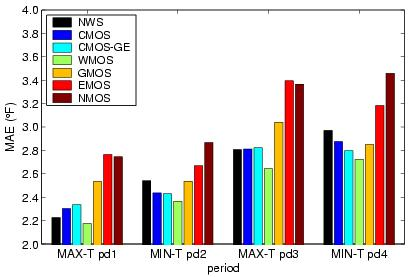 4.0
3.8
3.6
3.4
3.2
3.0
2.8
2.6
2.4
2.2
2.0
MAE (ºF)
NWS
CMOS
CMOS-GE
WMOS
GMOS
EMOS
NMOS
MAX-T pd1 MIN-T pd2 MAX-T pd3 MIN-T pd4
period